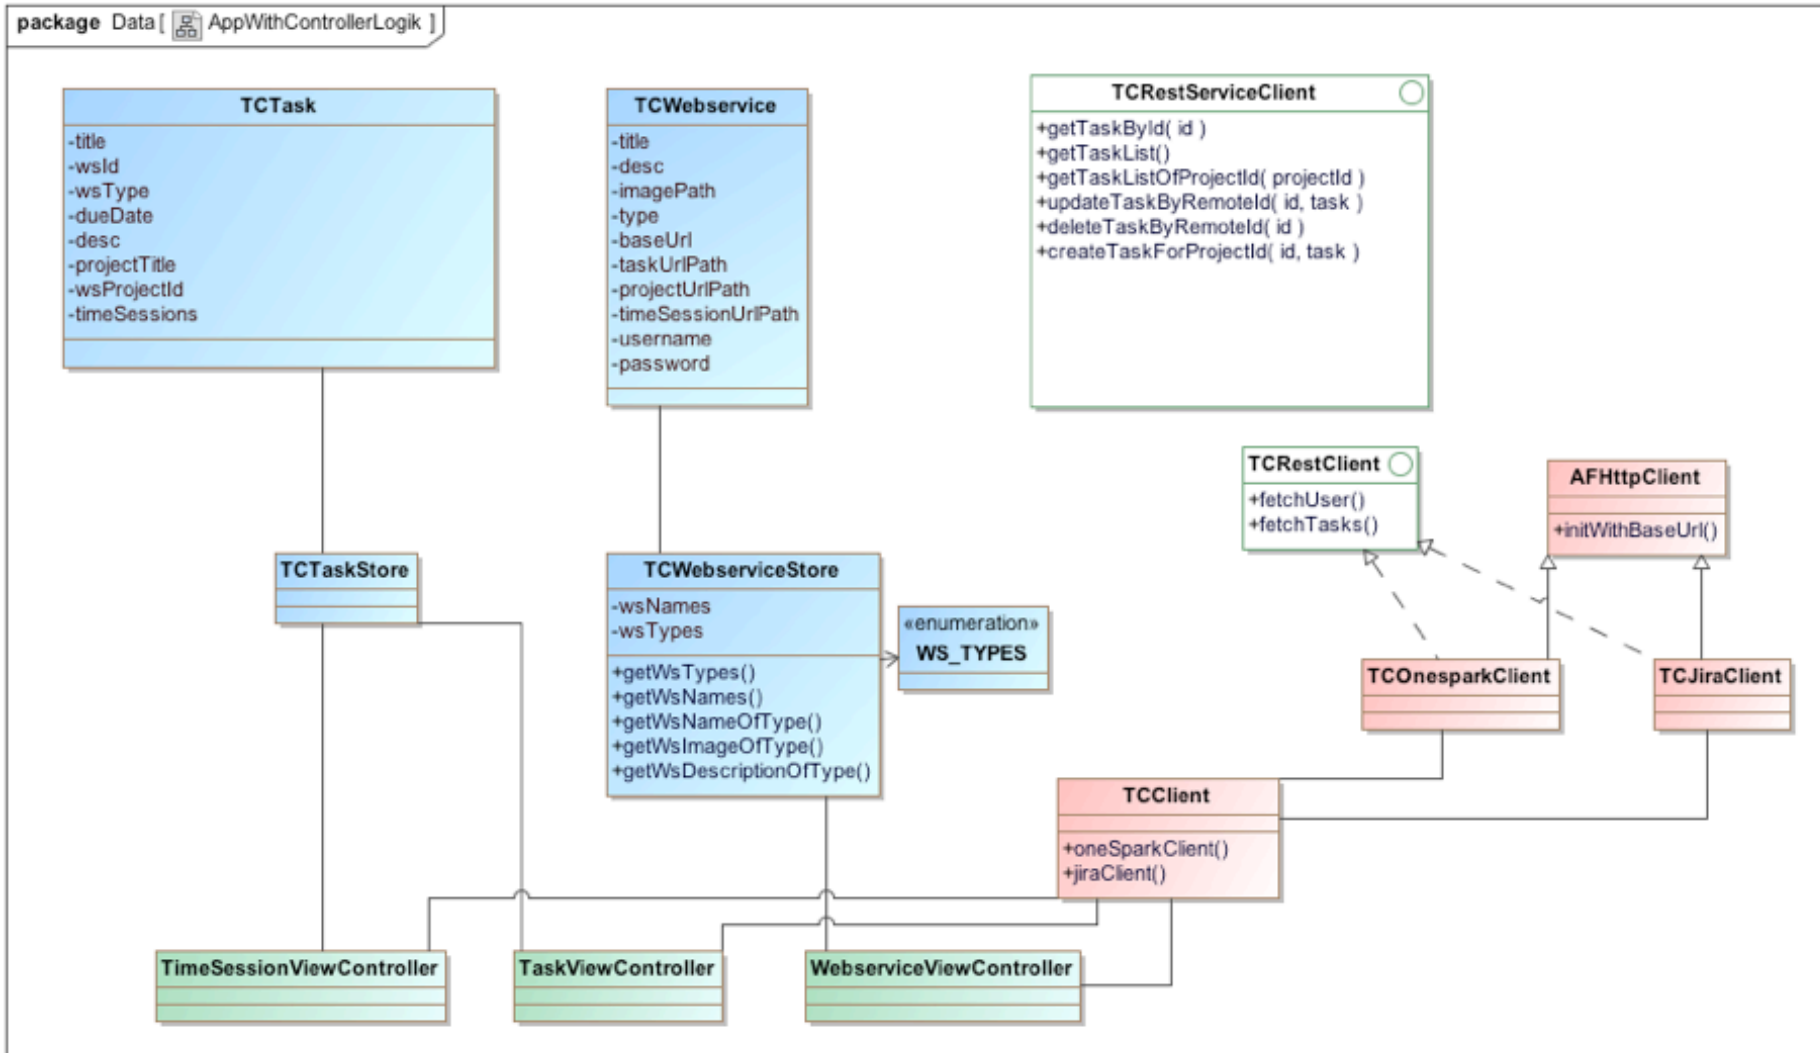 package Data [ AppWithControllerLogik ]
TCTask
-title
-wsId
-wsType
-dueDate
-desc
-projectTitle
-wsProjectId
-timeSessions
TCWebservice
-title
-desc
-imagePath
-type
-baseUrl
-taskUrlPath
-projectUrlPath
-timeSessionUrlPath
-username
-password
TCRestServiceClient
+getTaskById( id )
+getTaskList()
+getTaskListOfProjectId( projectId )
+updateTaskByRemoteId( id, task )
+deleteTaskByRemoteId( id )
+createTaskForProjectId( id, task )
TCRestClient
+fetchUser()
+fetchTasks()
AFHttpClient
+initWithBaseUrl()
TCTaskStore
TCWebserviceStore
-wsNames
-wsTypes
+getWsTypes()
+getWsNames()
+getWsNameOfType()
+getWsImageOfType()
+getWsDescriptionOfType()
«enumeration»
WS_TYPES
TCOnesparkClient
TCJiraClient
TCClient
+oneSparkClient()
+jiraClient()
TimeSessionViewController
TaskViewController
WebserviceViewController